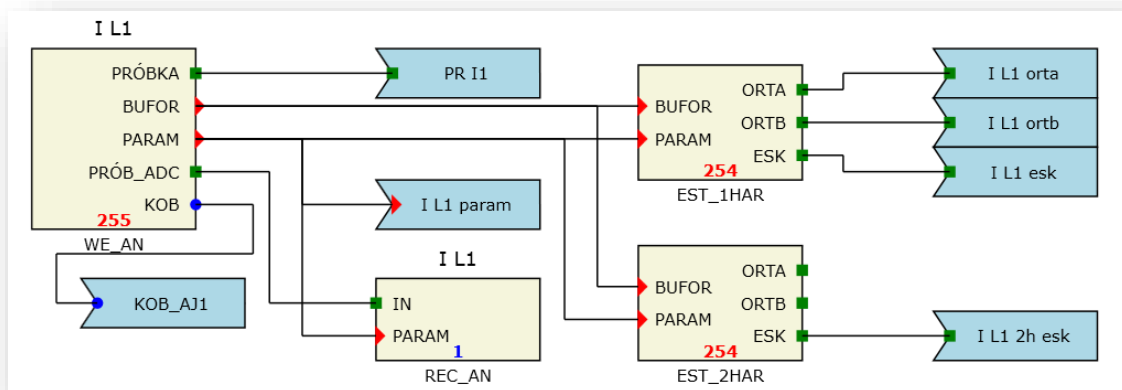 I L1
PRÓBKA
BUFOR
PARAM
PRÓB_ADC
KOB
255
WE_AN
KOB_AJ1
PR I1
I L1 param
I L1
IN
PARAM
1
REC_AN
BUFOR
PARAM
ORTA
ORTB
ESK
254
EST_1HAR
BUFOR
PARAM
ORTA
ORTB
ESK
254
EST_2HAR
I L1 orta
I L1 ortb
I L1 esk
I L1 2h esk